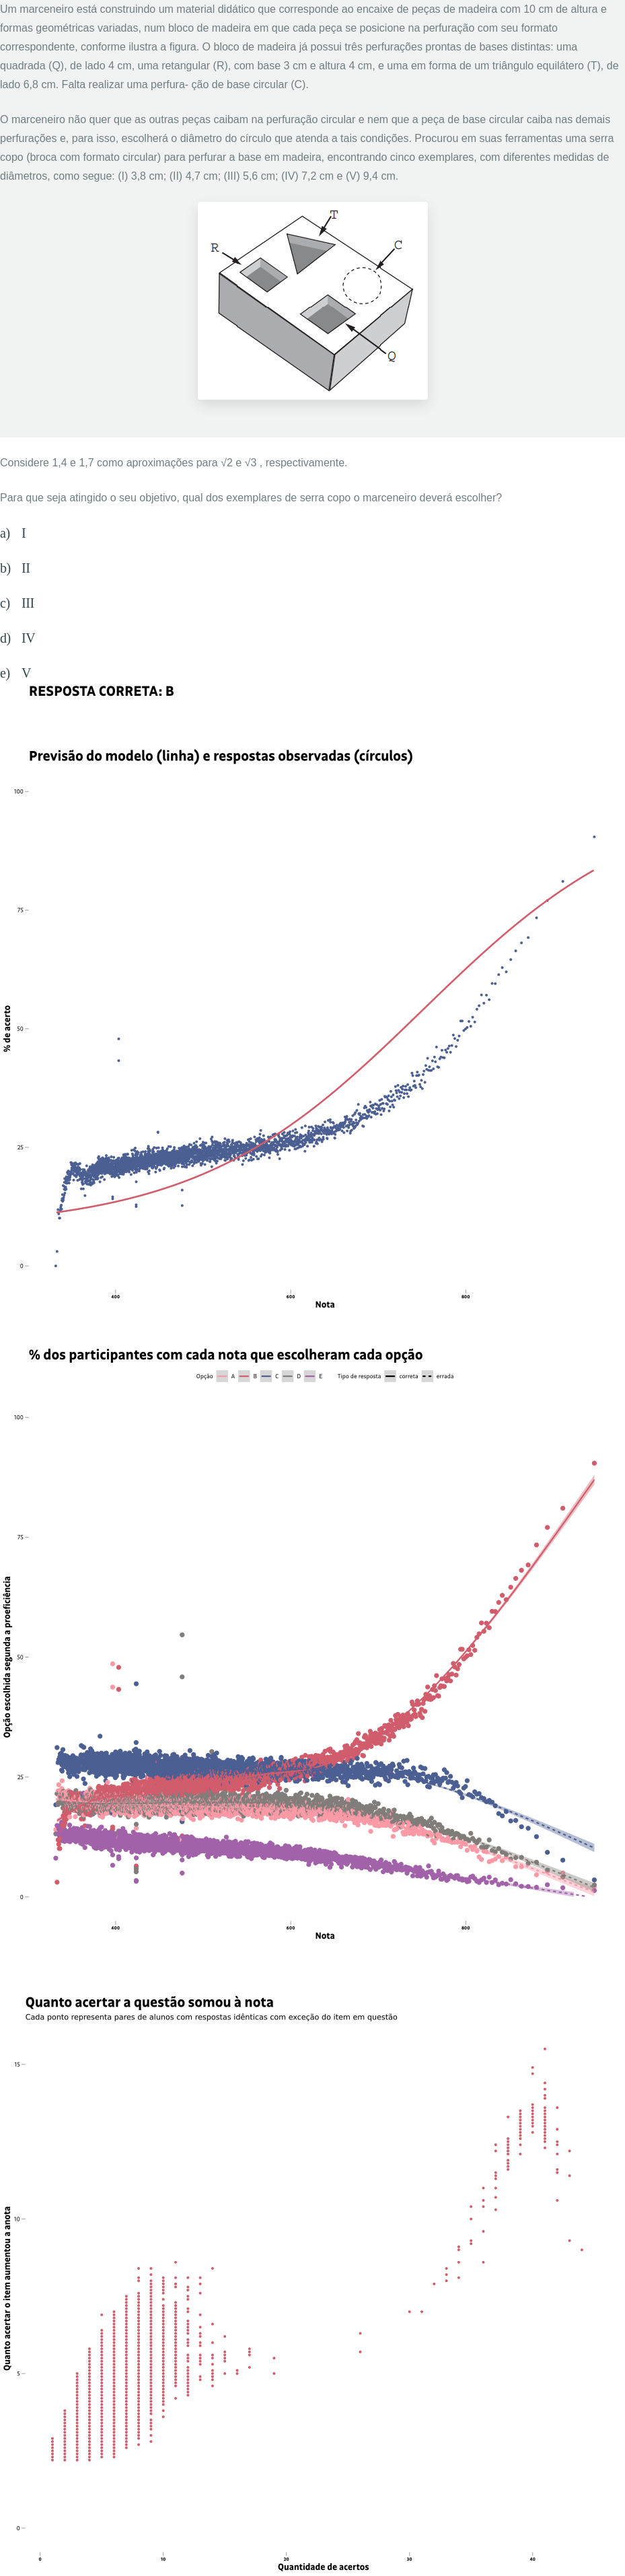 Um marceneiro está construindo um material didático que corresponde ao encaixe de peças de madeira com 10 cm de altura e
formas geométricas variadas, num bloco de madeira em que cada peça se posicione na perfuração com seu formato
correspondente, conforme ilustra a figura. O bloco de madeira já possui três perfurações prontas de bases distintas: uma
quadrada (Q), de lado 4 cm, uma retangular (R), com base 3 cm e altura 4 cm, e uma em forma de um triângulo equilátero (T), de
lado 6,8 cm. Falta realizar uma perfura- ção de base circular (C).
O marceneiro não quer que as outras peças caibam na perfuração circular e nem que a peça de base circular caiba nas demais
perfurações e, para isso, escolherá o diâmetro do círculo que atenda a tais condições. Procurou em suas ferramentas uma serra
copo (broca com formato circular) para perfurar a base em madeira, encontrando cinco exemplares, com diferentes medidas de
diâmetros, como segue: (I) 3,8 cm; (II) 4,7 cm; (III) 5,6 cm; (IV) 7,2 cm e (V) 9,4 cm.
T
R
C
Q
Considere 1,4 e 1,7 como aproximações para √2 e √3 , respectivamente.
Para que seja atingido o seu objetivo, qual dos exemplares de serra copo o marceneiro deverá escolher?
a) I
b) II
c) III
d) IV
e) V
RESPOSTA CORRETA: B
Previsão do modelo (linha) e respostas observadas (círculos)
100
75
50
25
0
% de acerto
400 600 800
Nota
% dos participantes com cada nota que escolheram cada opção
Opção A B C D E Tipo de resposta correta errada
100
75
50
25
0
Opção escolhida segunda a proeficiência
400 600 800
Nota
Quanto acertar a questão somou à nota
Cada ponto representa pares de alunos com respostas idênticas com exceção do item em questão
15
10
5
0
Quanto acertar o item aumentou a anota
0 10 20 30 40
Quantidade de acertos